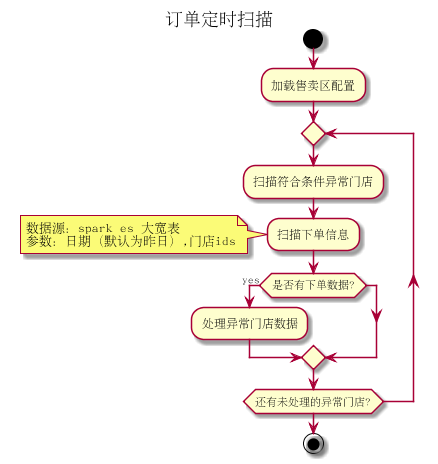 订单定时扫描
加载售卖区配置
扫描符合条件异常门店
数据源: spark es 大宽表
参数: 日期 (默认为昨日) ,门店ids
扫描下单信息
yes
是否有下单数据?
处理异常门店数据
还有未处理的异常门店?